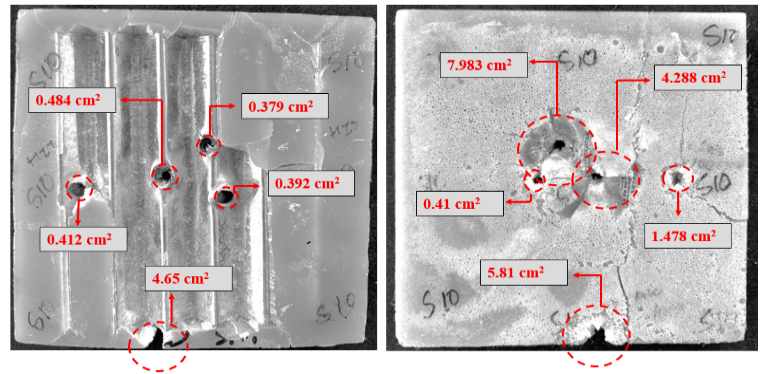 S10
S10
0.484 cm²
0.379 cm²
0.392 cm²
0.412 cm²
4.65 cm²
S10
S10
7.983 cm²
S10
4.288 cm²
0.41 cm²
S10
1.478 cm²
5.81 cm²
S10